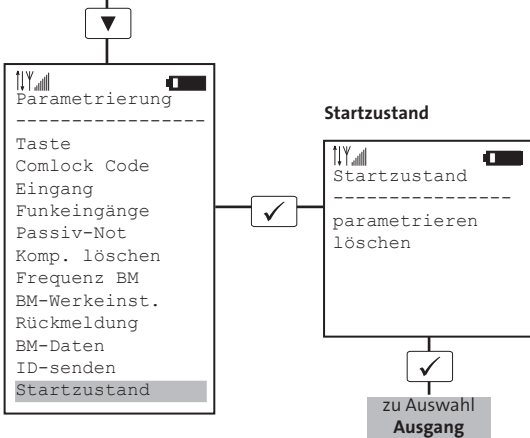 Parametrierung
-----------------
Taste
Comlock Code
Eingang
Funkeingänge
Passiv-Not
Komp. löschen
Frequenz BM
BM-Werkeinst.
Rückmeldung
BM-Daten
ID-senden
Startzustand
Startzustand
Startzustand
----------------
parametrieren
löschen
zu Auswahl
Ausgang